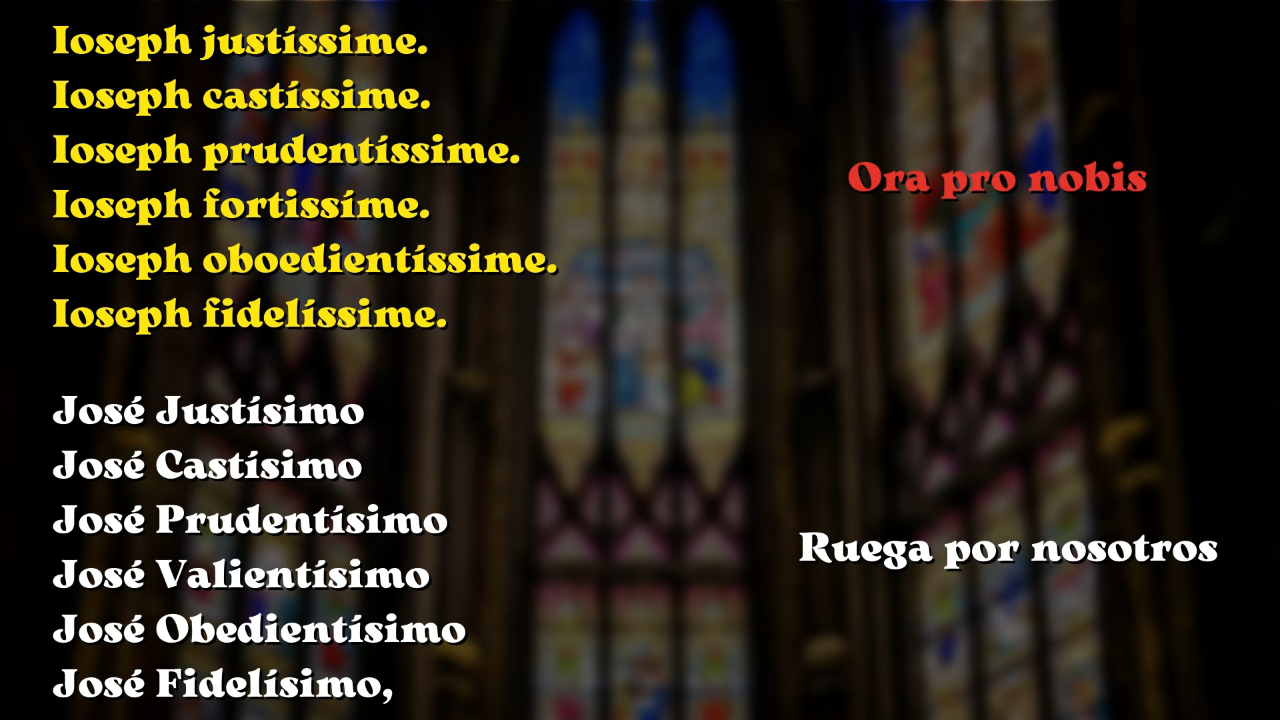 Ioseph justíssime.
Ioseph castíssime.
Ioseph prudentíssime.
Ioseph fortissíme.
Ioseph oboedientíssime.
Ioseph fidelíssime.
Ora pro nobis
José Justísimo
José Castísimo
José Prudentísimo
José Valientísimo
José Obedientísimo
José Fidelísimo,
Ruega por nosotros